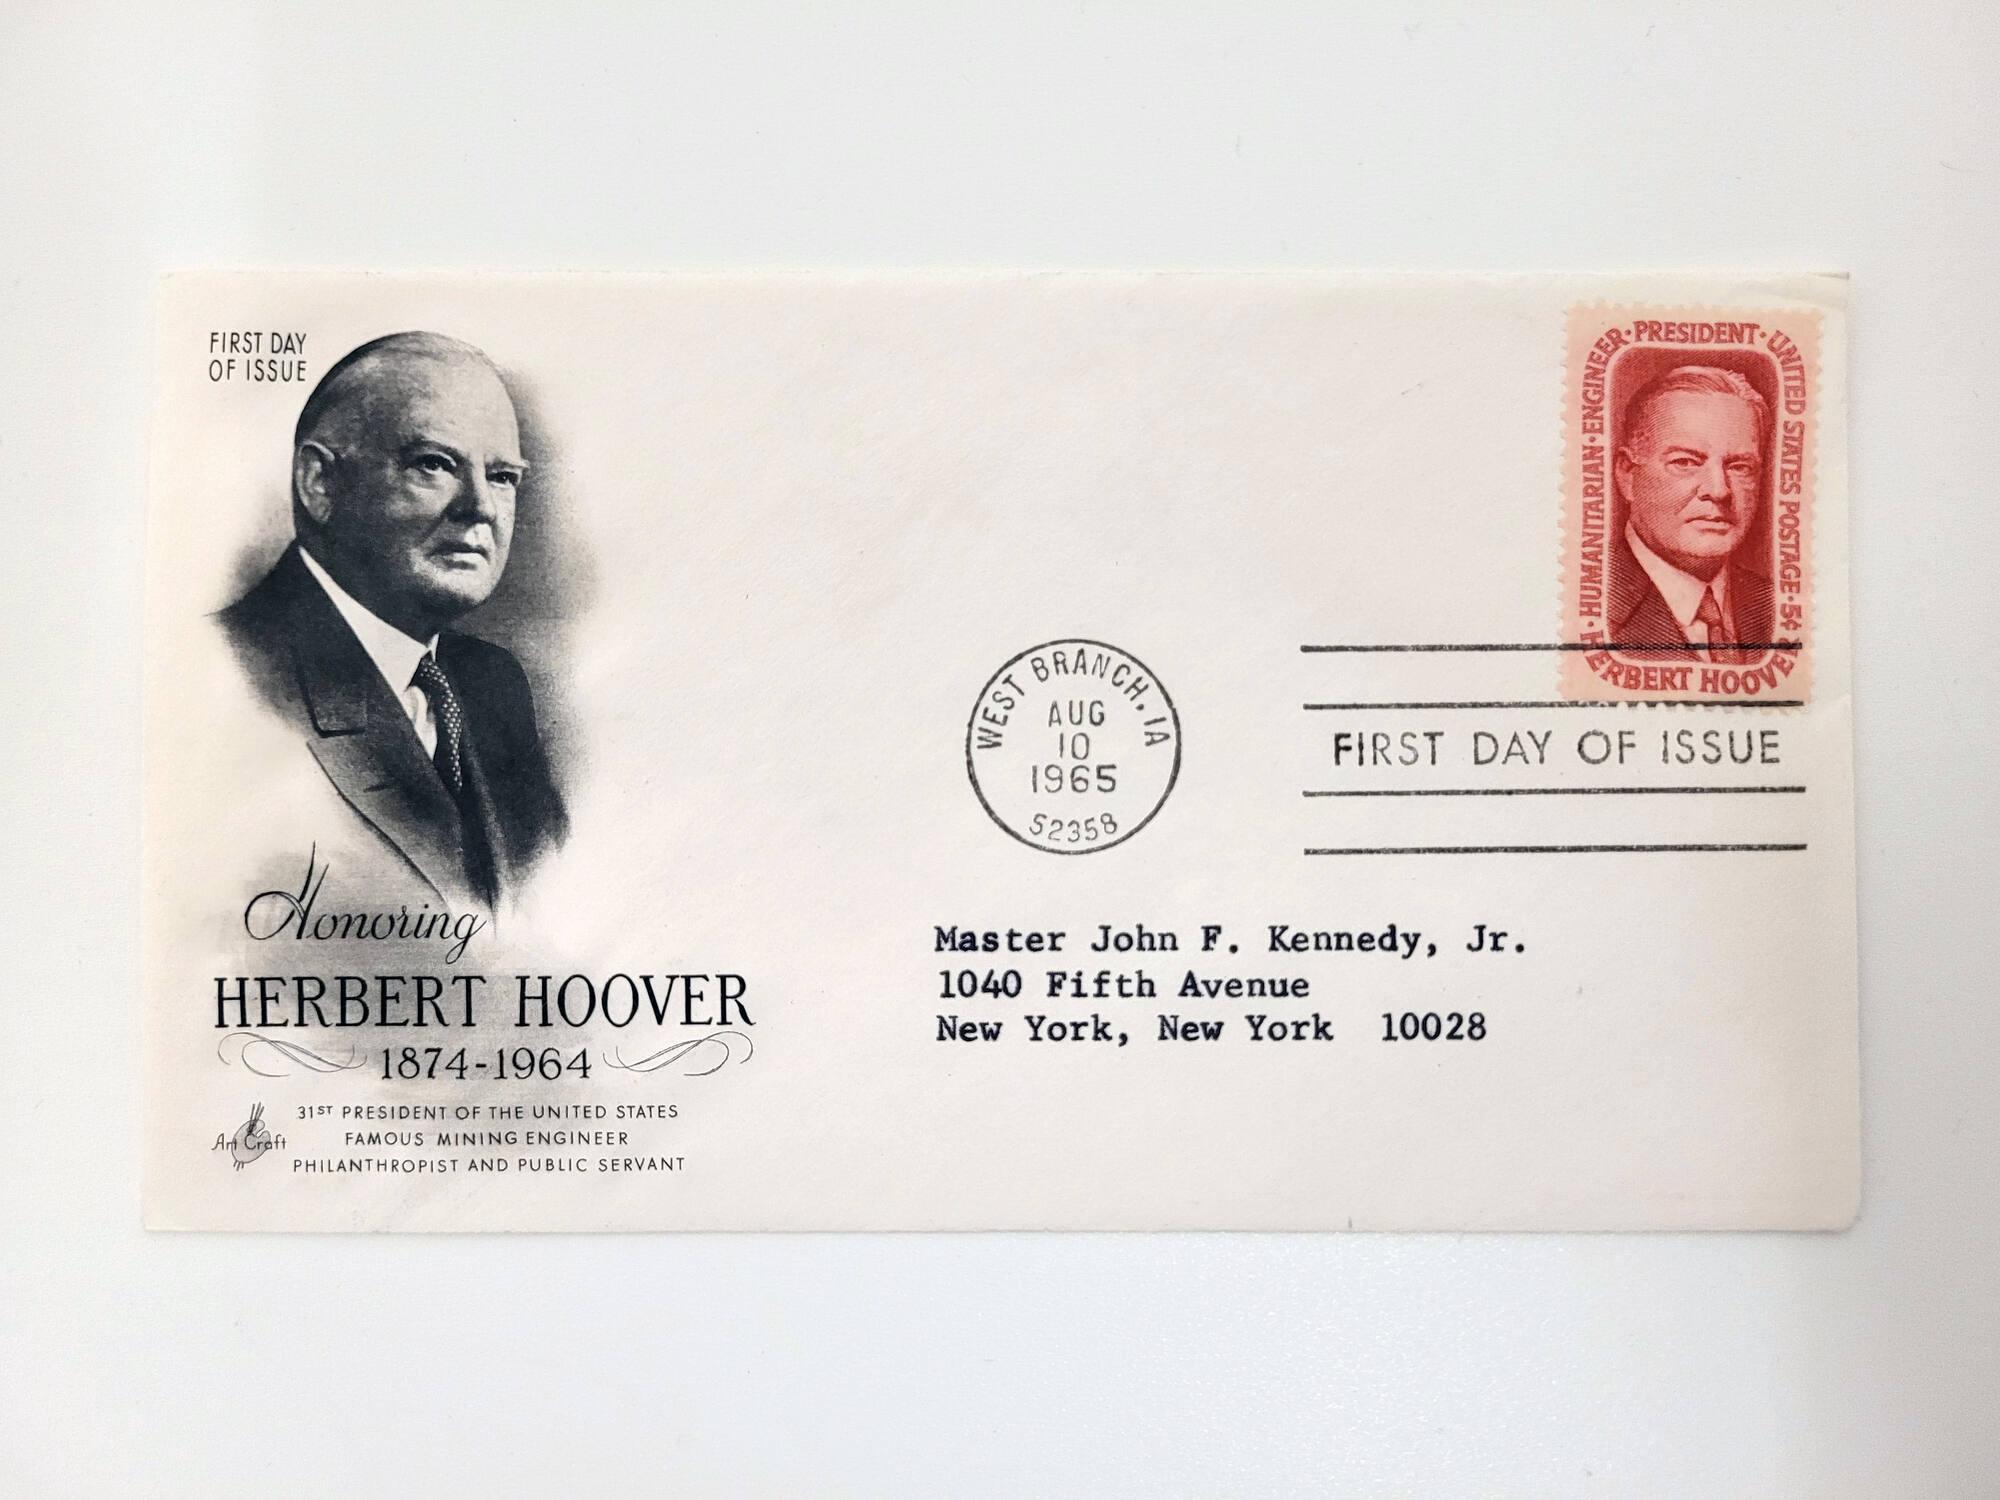 FIRST DAY
OF ISSUE
Honoring
HERBERT HOOVER
1874-1964
31ST PRESIDENT OF THE UNITED STATES
FAMOUS MINING ENGINEER
PHILANTHROPIST AND PUBLIC SERVANT
Art Craft
HERBERT HOOVER · HUMANITARIAN · ENGINEER · PRESIDENT · UNITED STATES POSTAGE · 5¢
WEST BRANCH, IA
AUG
10
1965
52358
FIRST DAY OF ISSUE
Master John F. Kennedy, Jr.
1040 Fifth Avenue
New York, New York 10028